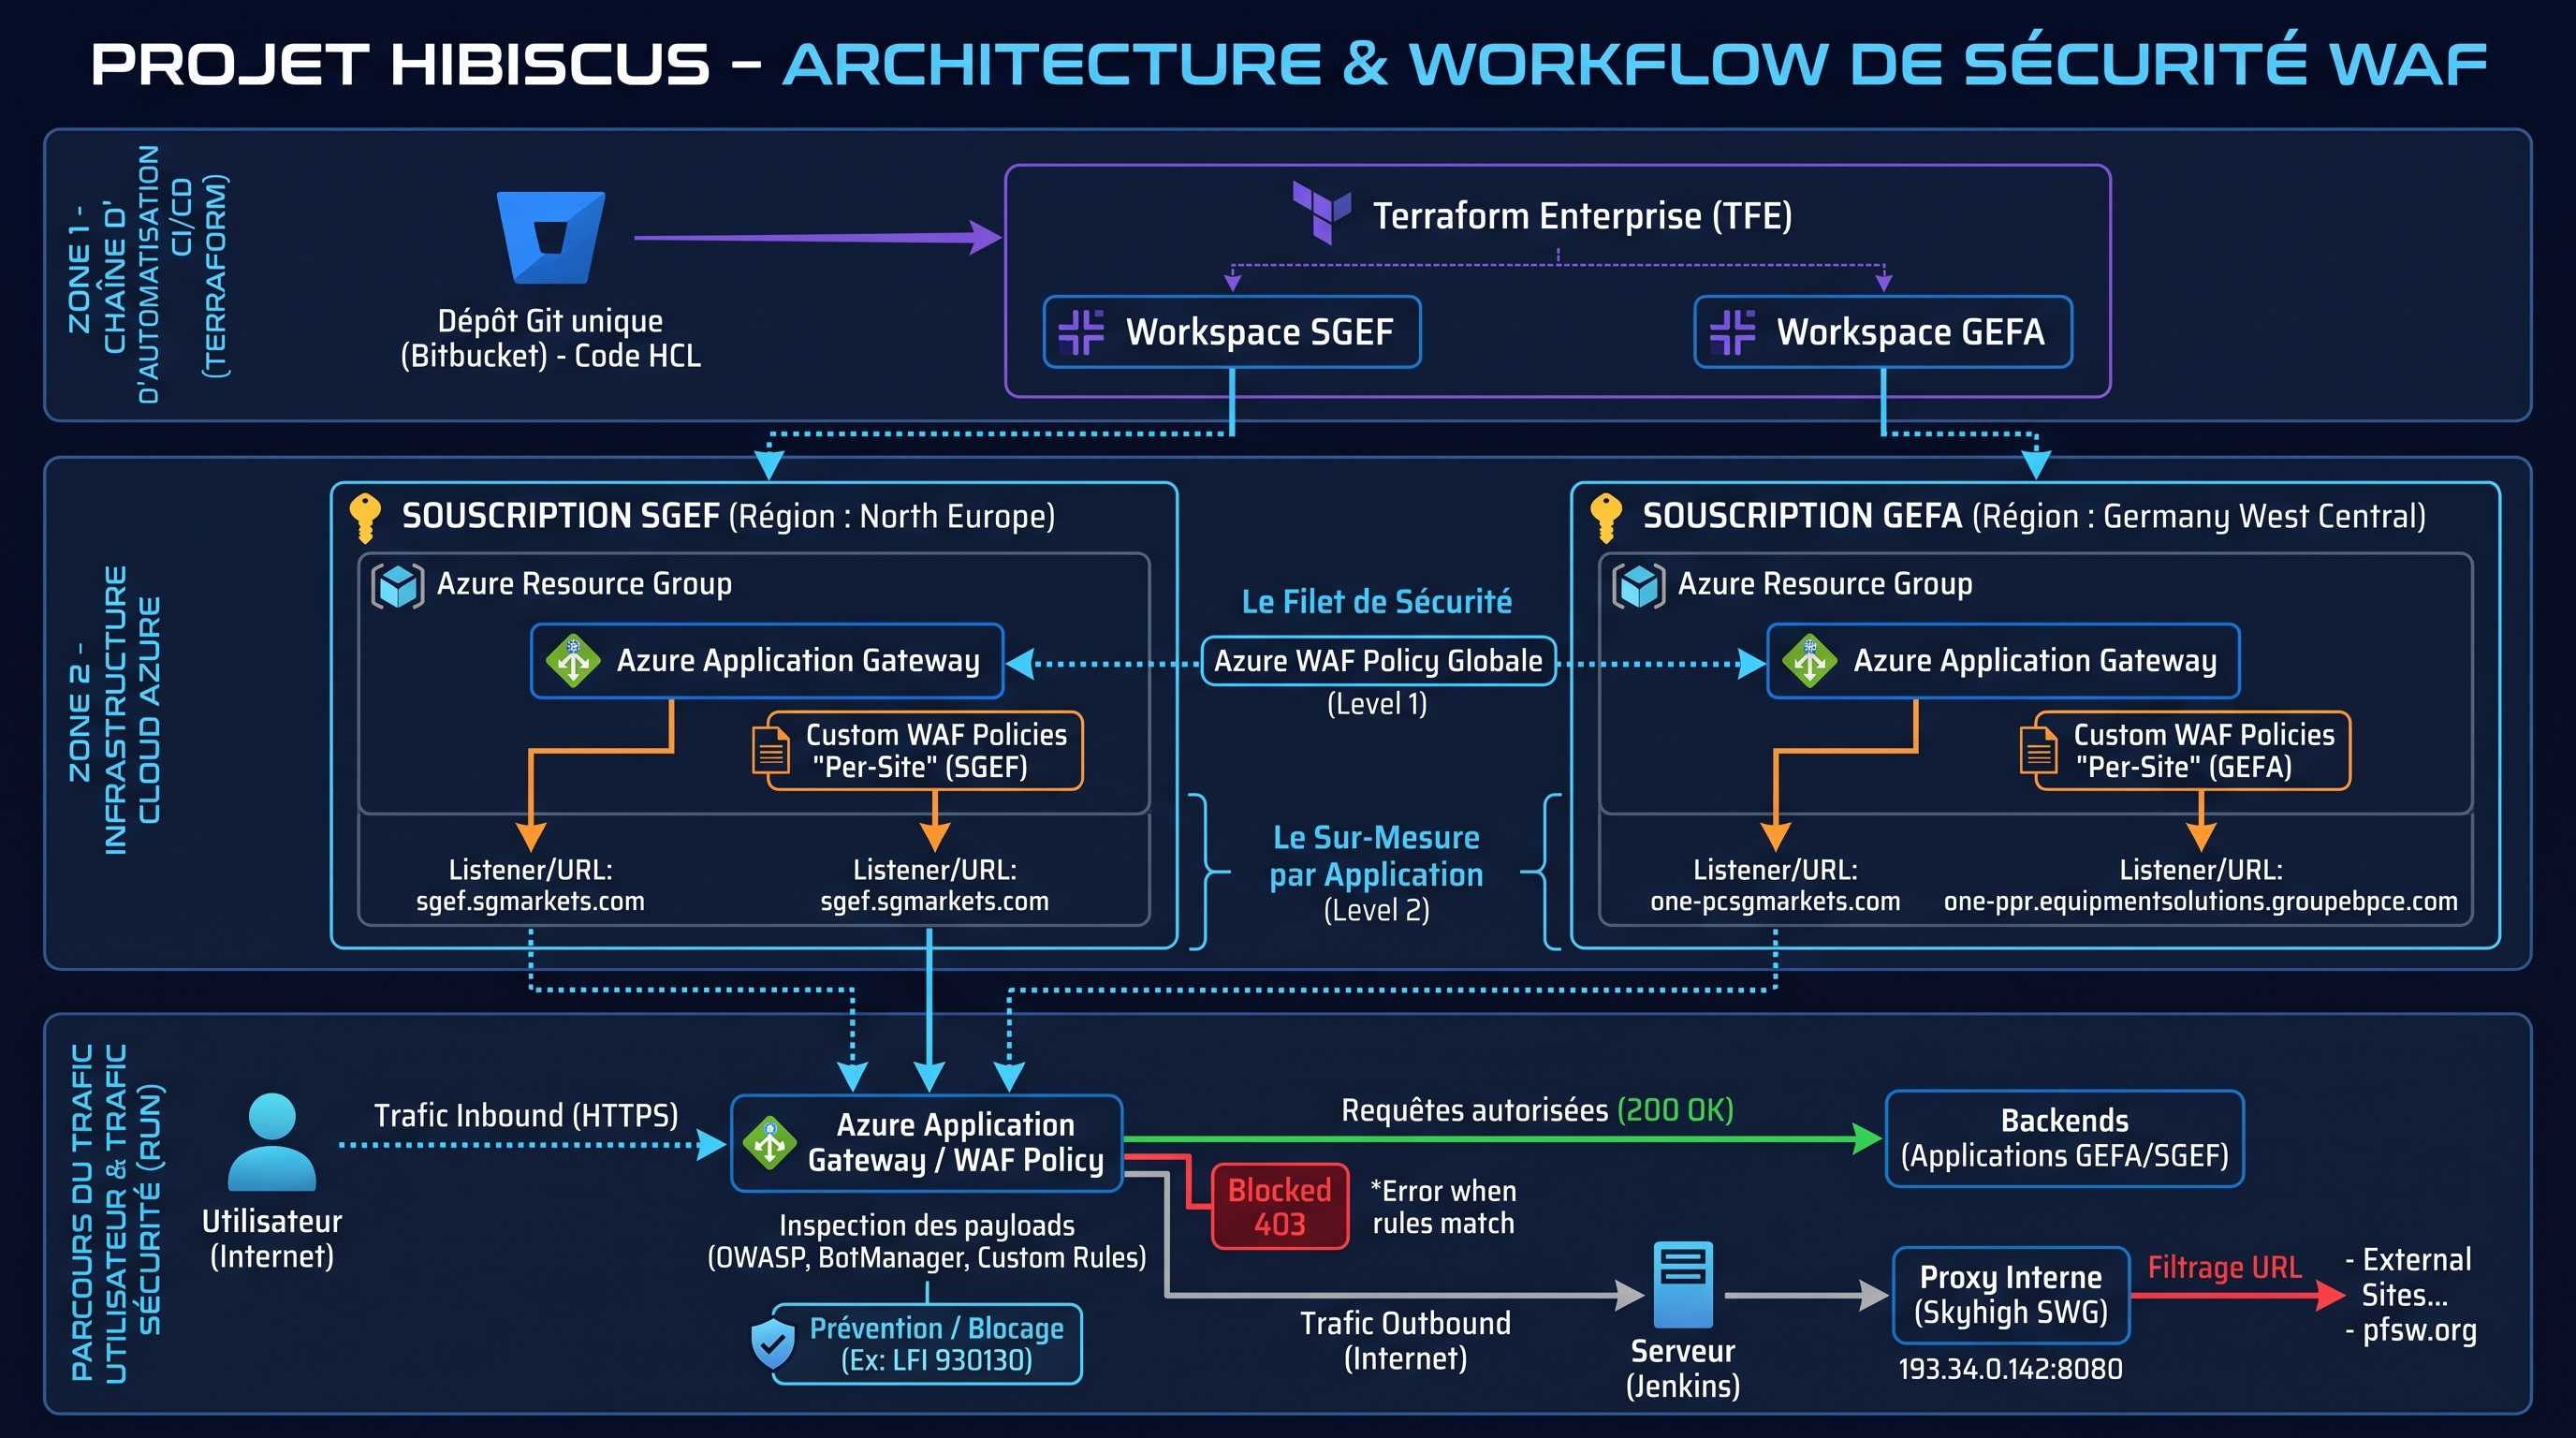 PROJET HIBISCUS – ARCHITECTURE & WORKFLOW DE SÉCURITÉ WAF
ZONE 1 -
CHAÎNE D'
D'AUTOMATISATION
CI/CD
(TERRAFORM)
Dépôt Git unique
(Bitbucket) - Code HCL
Terraform Enterprise (TFE)
Workspace SGEF
Workspace GEFA
ZONE 2 -
INFRASTRUCTURE
CLOUD AZURE
SOUSCRIPTION SGEF (Région : North Europe)
Azure Resource Group
Azure Application Gateway
Custom WAF Policies
"Per-Site" (SGEF)
Listener/URL:
sgef.sgmarkets.com
Listener/URL:
sgef.sgmarkets.com
Le Filet de Sécurité
Azure WAF Policy Globale
(Level 1)
Le Sur-Mesure
par Application
(Level 2)
SOUSCRIPTION GEFA (Région : Germany West Central)
Azure Resource Group
Azure Application Gateway
Custom WAF Policies
"Per-Site" (GEFA)
Listener/URL:
one-pcsgmarkets.com
Listener/URL:
one-ppr.equipmentsolutions.groupebpce.com
PARCOURS DU TRAFIC
UTILISATEUR & TRAFIC
SÉCURITÉ (RUN)
Utilisateur
(Internet)
Trafic Inbound (HTTPS)
Azure Application
Gateway / WAF Policy
Inspection des payloads
(OWASP, BotManager, Custom Rules)
Prévention / Blocage
(Ex: LFI 930130)
Requêtes autorisées (200 OK)
Blocked
403
*Error when
rules match
Backends
(Applications GEFA/SGEF)
Trafic Outbound
(Internet)
Serveur
(Jenkins)
Proxy Interne
(Skyhigh SWG)
193.34.0.142:8080
Filtrage URL
- External
Sites...
- pfsw.org